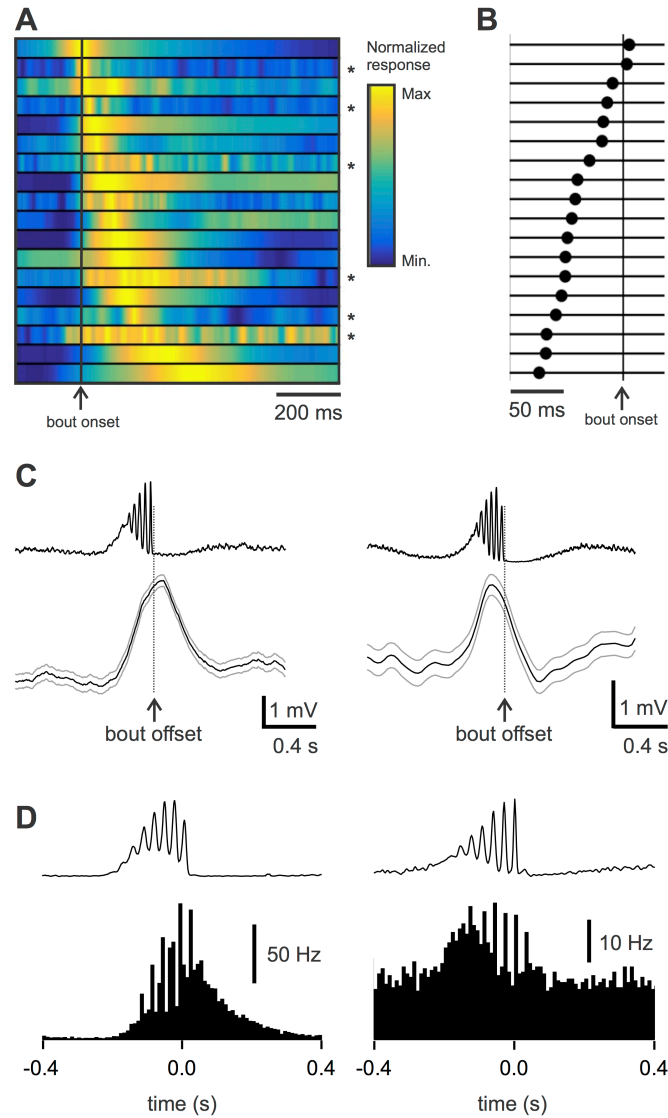 A
B
Normalized
response
Max
Min.
*
*
*
*
*
*
bout onset
200 ms
50 ms
bout onset
C
1 mV
0.4 s
bout offset
1 mV
0.4 s
bout offset
D
50 Hz
10 Hz
-0.4
0.0
0.4
-0.4
0.0
0.4
time (s)
time (s)